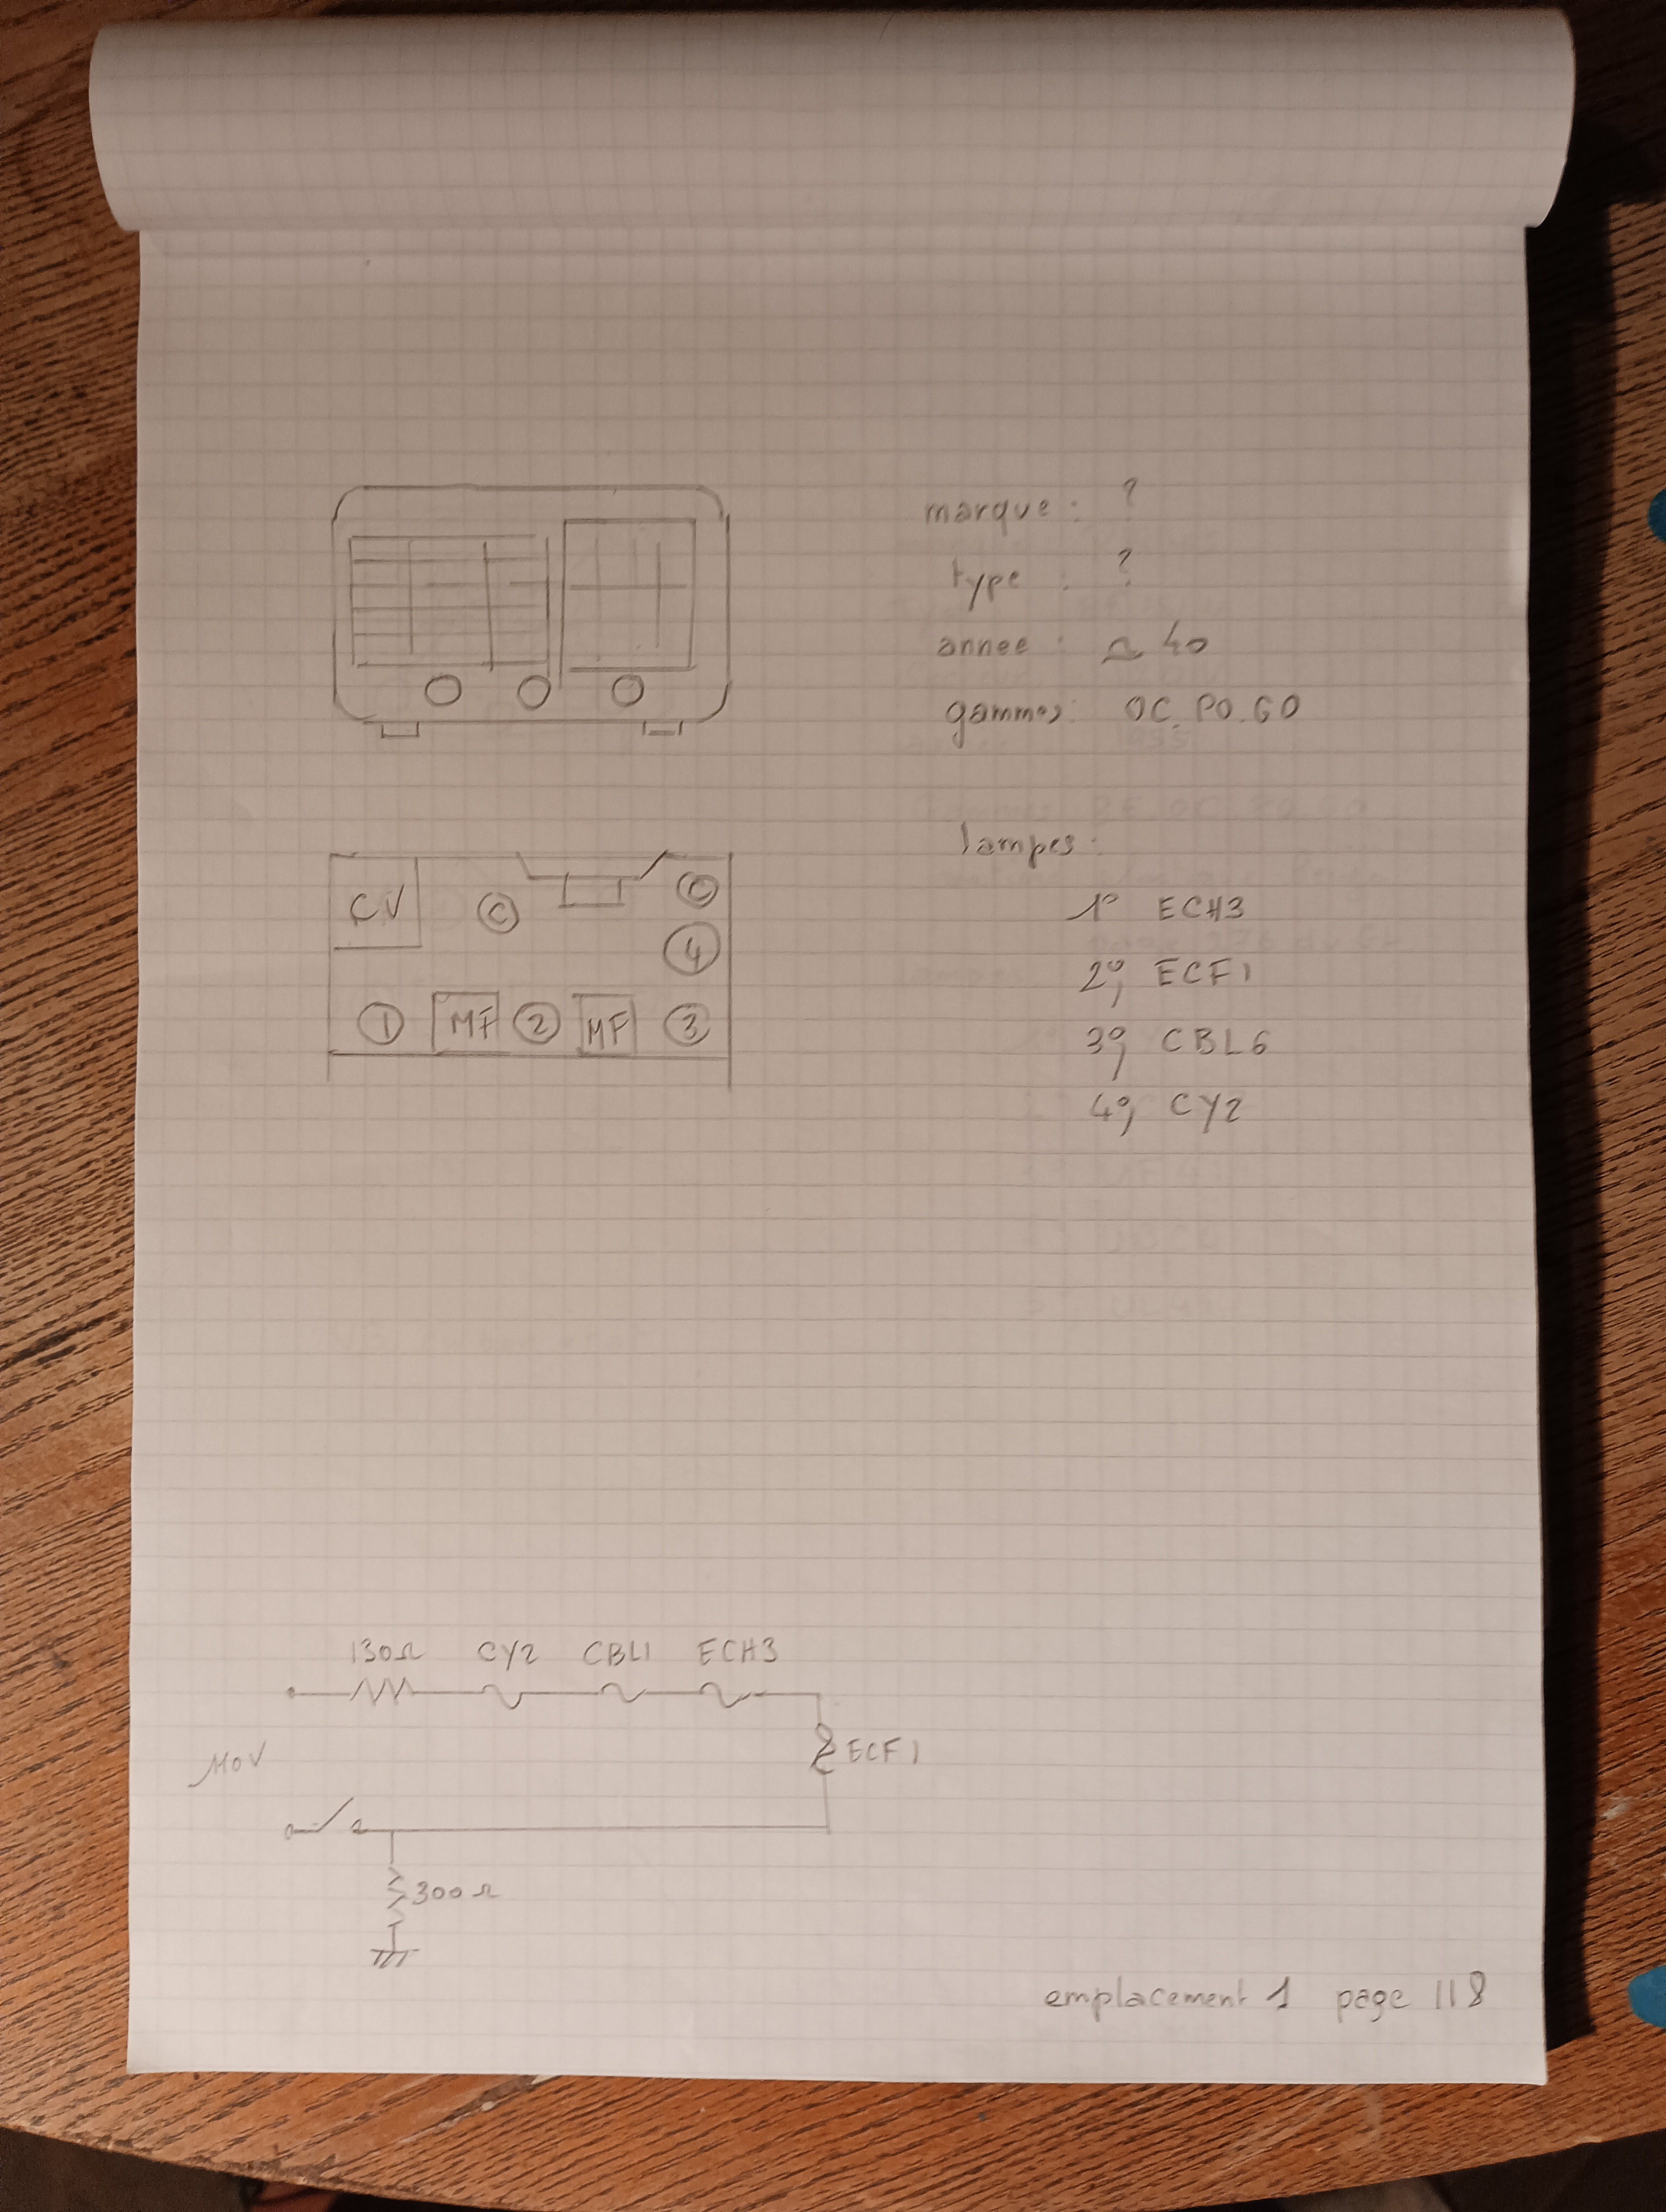 marque : ?
type : ?
annee : ≃ 40
gammes : OC. PO. GO
CV C C
4
1 MF 2 MF 3
lampes :
1° ECH3
2°, ECF1
3°, CBL6
4°, CY2
130Ω CY2 CBL1 ECH3
110V ECF1
300Ω
emplacement 1 page 118